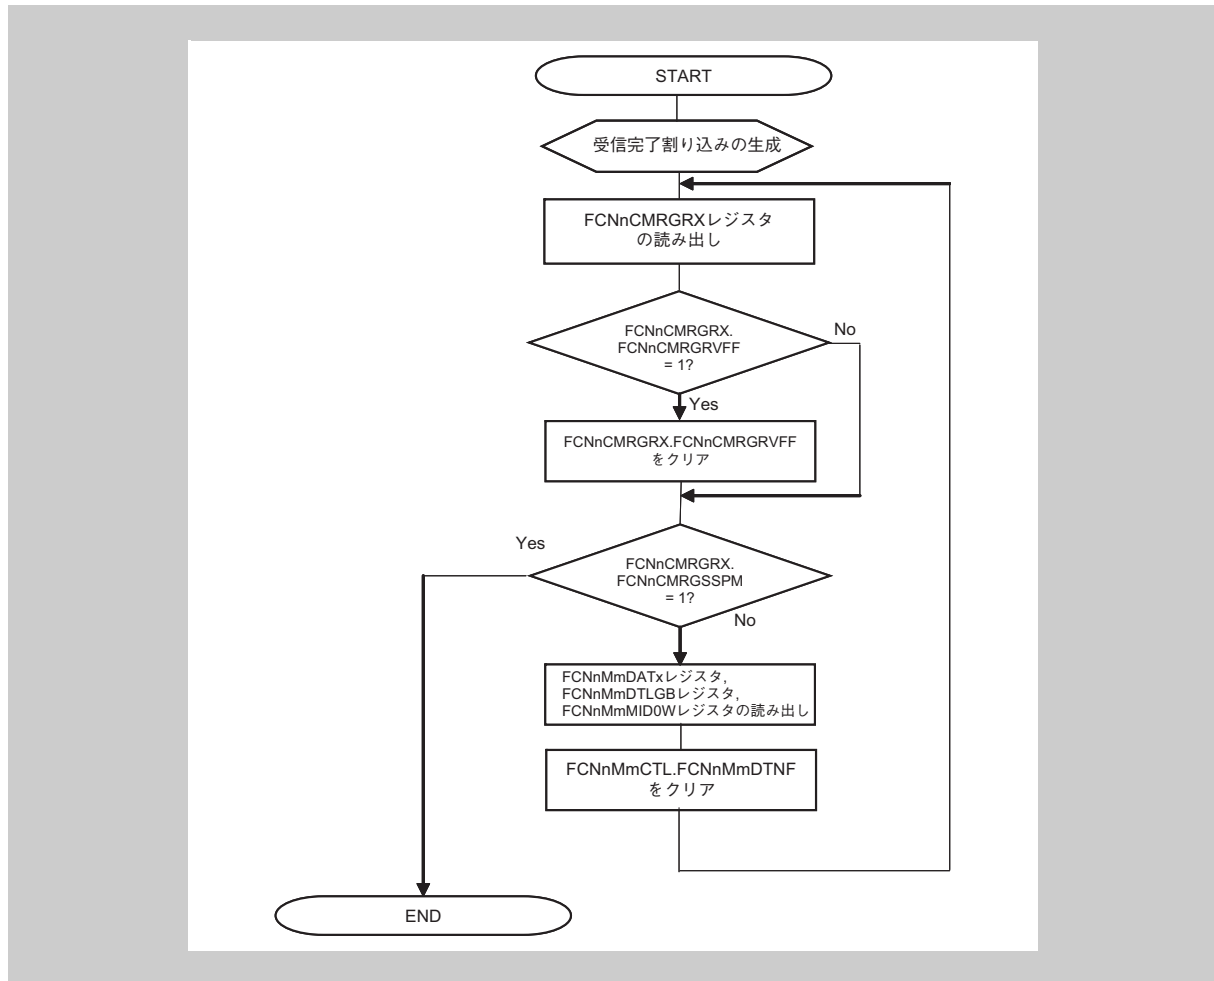 START
受信完了割り込みの生成
FCNnCMRGRXレジスタ
の読み出し
FCNnCMRGRX.
FCNnCMRGRVFF
= 1?
No
Yes
FCNnCMRGRX.FCNnCMRGRVFF
をクリア
Yes
FCNnCMRGRX.
FCNnCMRGSSPM
= 1?
No
FCNnMmDATxレジスタ,
FCNnMmDTLGBレジスタ,
FCNnMmMID0Wレジスタの読み出し
FCNnMmCTL.FCNnMmDTNF
をクリア
END